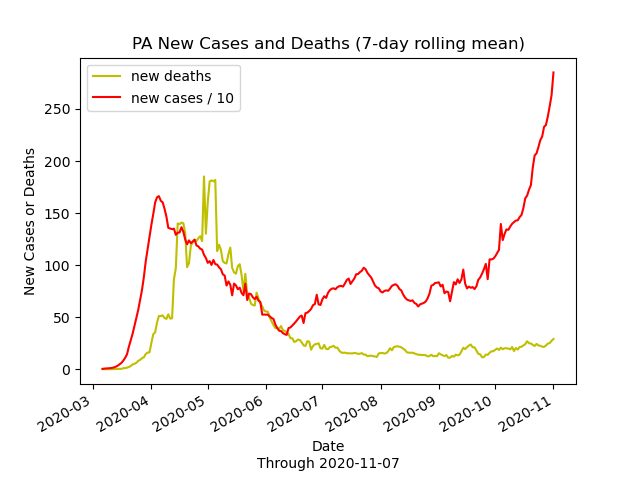 PA New Cases and Deaths (7-day rolling mean)
new deaths
new cases / 10
New Cases or Deaths
250
200
150
100
50
0
2020-03
2020-04
2020-05
2020-06
2020-07
2020-08
2020-09
2020-10
2020-11
Date
Through 2020-11-07